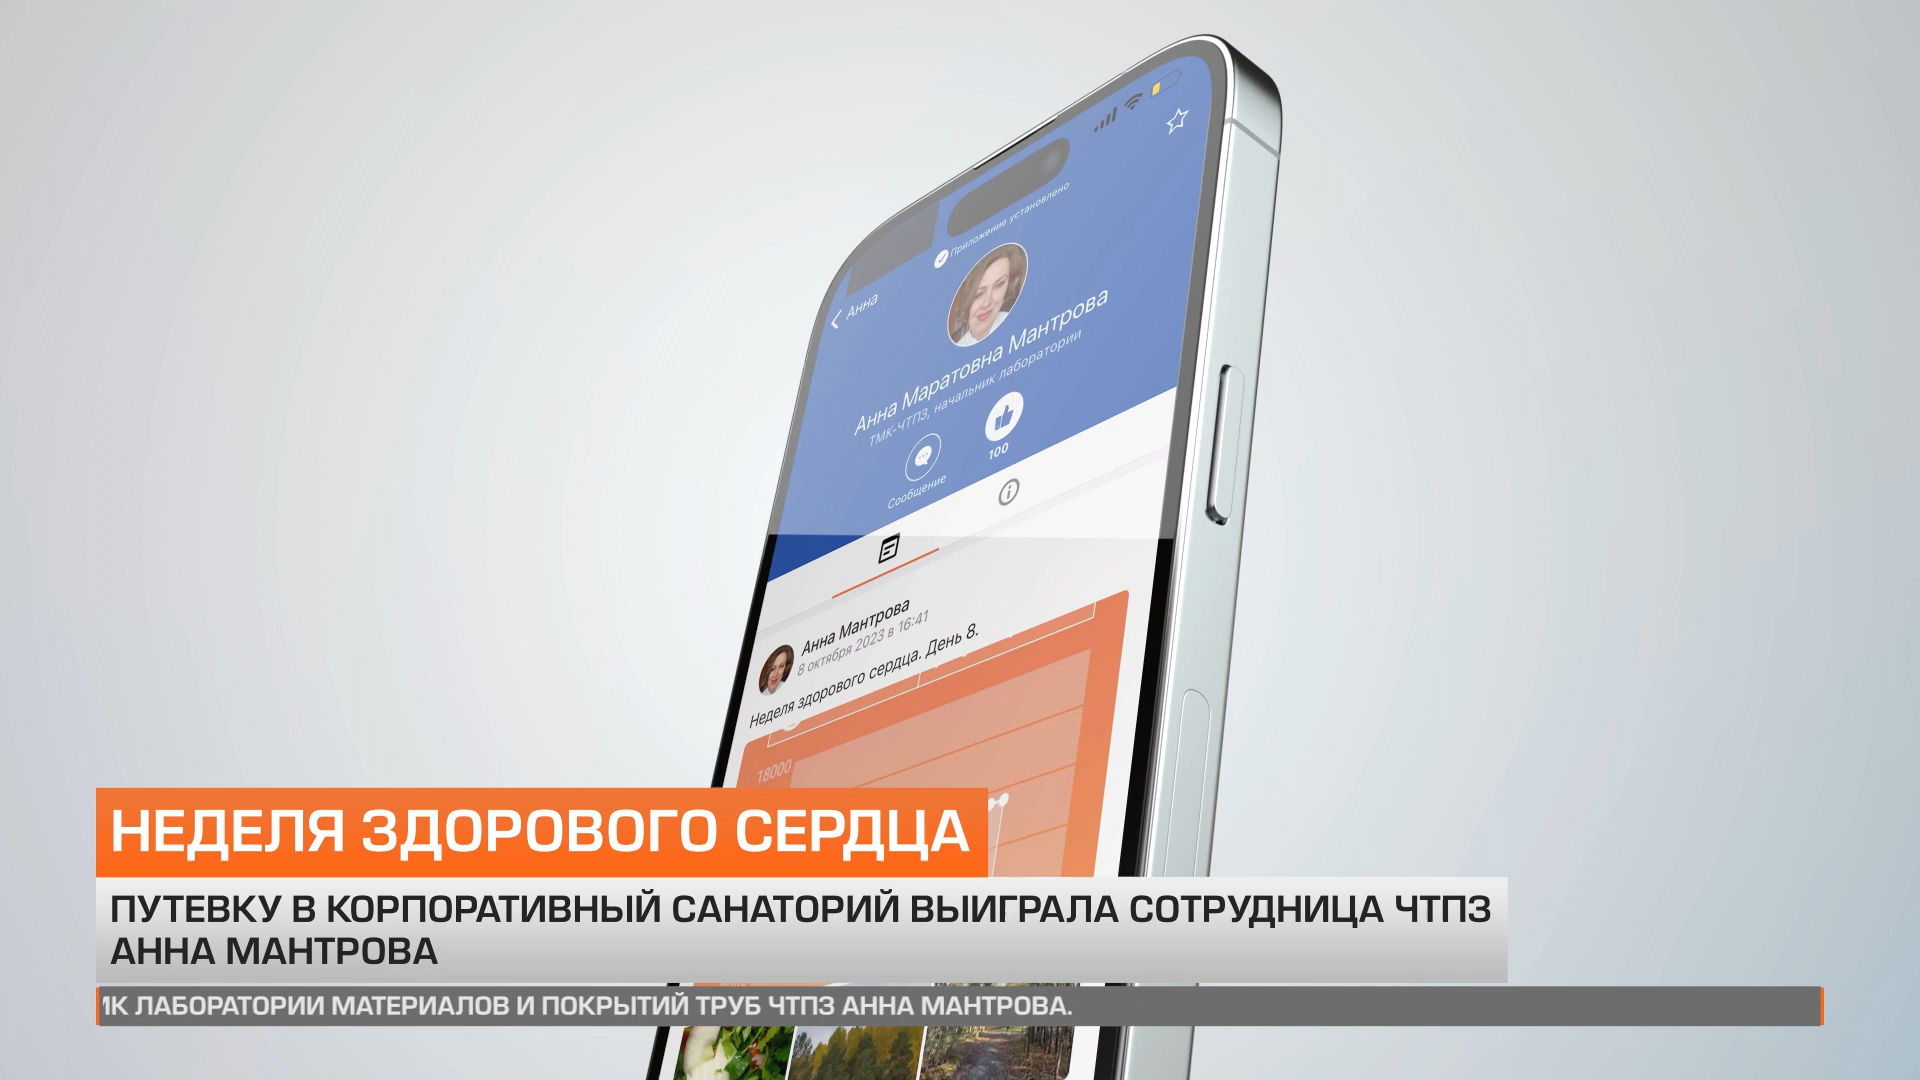 Приложение установлено
Анна
Анна Маратовна Мантрова
ТМК-ЧТПЗ, начальник лаборатории
100
Сообщение
Анна Мантрова
8 октября 2023 в 16:41
Неделя здорового сердца. День 8.
18000
НЕДЕЛЯ ЗДОРОВОГО СЕРДЦА
ПУТЕВКУ В КОРПОРАТИВНЫЙ САНАТОРИЙ ВЫИГРАЛА СОТРУДНИЦА ЧТПЗ
АННА МАНТРОВА
ИК ЛАБОРАТОРИИ МАТЕРИАЛОВ И ПОКРЫТИЙ ТРУБ ЧТПЗ АННА МАНТРОВА.